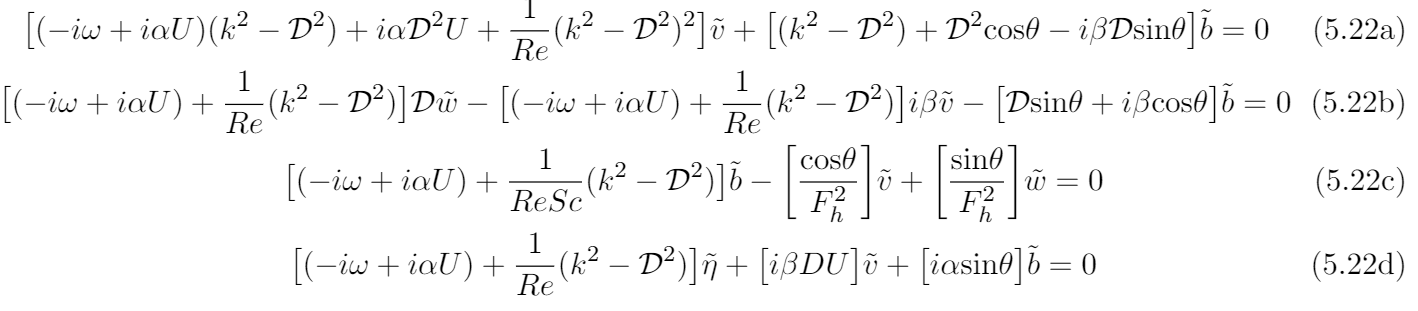 [(−iω + iαU)(k² − 𝒟²) + iα𝒟²U + 1/Re (k² − 𝒟²)²]ṽ + [(k² − 𝒟²) + 𝒟²cosθ − iβ𝒟sinθ]b̃ = 0 (5.22a)
[(−iω + iαU) + 1/Re (k² − 𝒟²)]𝒟w̃ − [(−iω + iαU) + 1/Re (k² − 𝒟²)]iβṽ − [𝒟sinθ + iβcosθ]b̃ = 0 (5.22b)
[(−iω + iαU) + 1/ReSc (k² − 𝒟²)]b̃ − [cosθ/F_h²]ṽ + [sinθ/F_h²]w̃ = 0 (5.22c)
[(−iω + iαU) + 1/Re (k² − 𝒟²)]η̃ + [iβDU]ṽ + [iαsinθ]b̃ = 0 (5.22d)